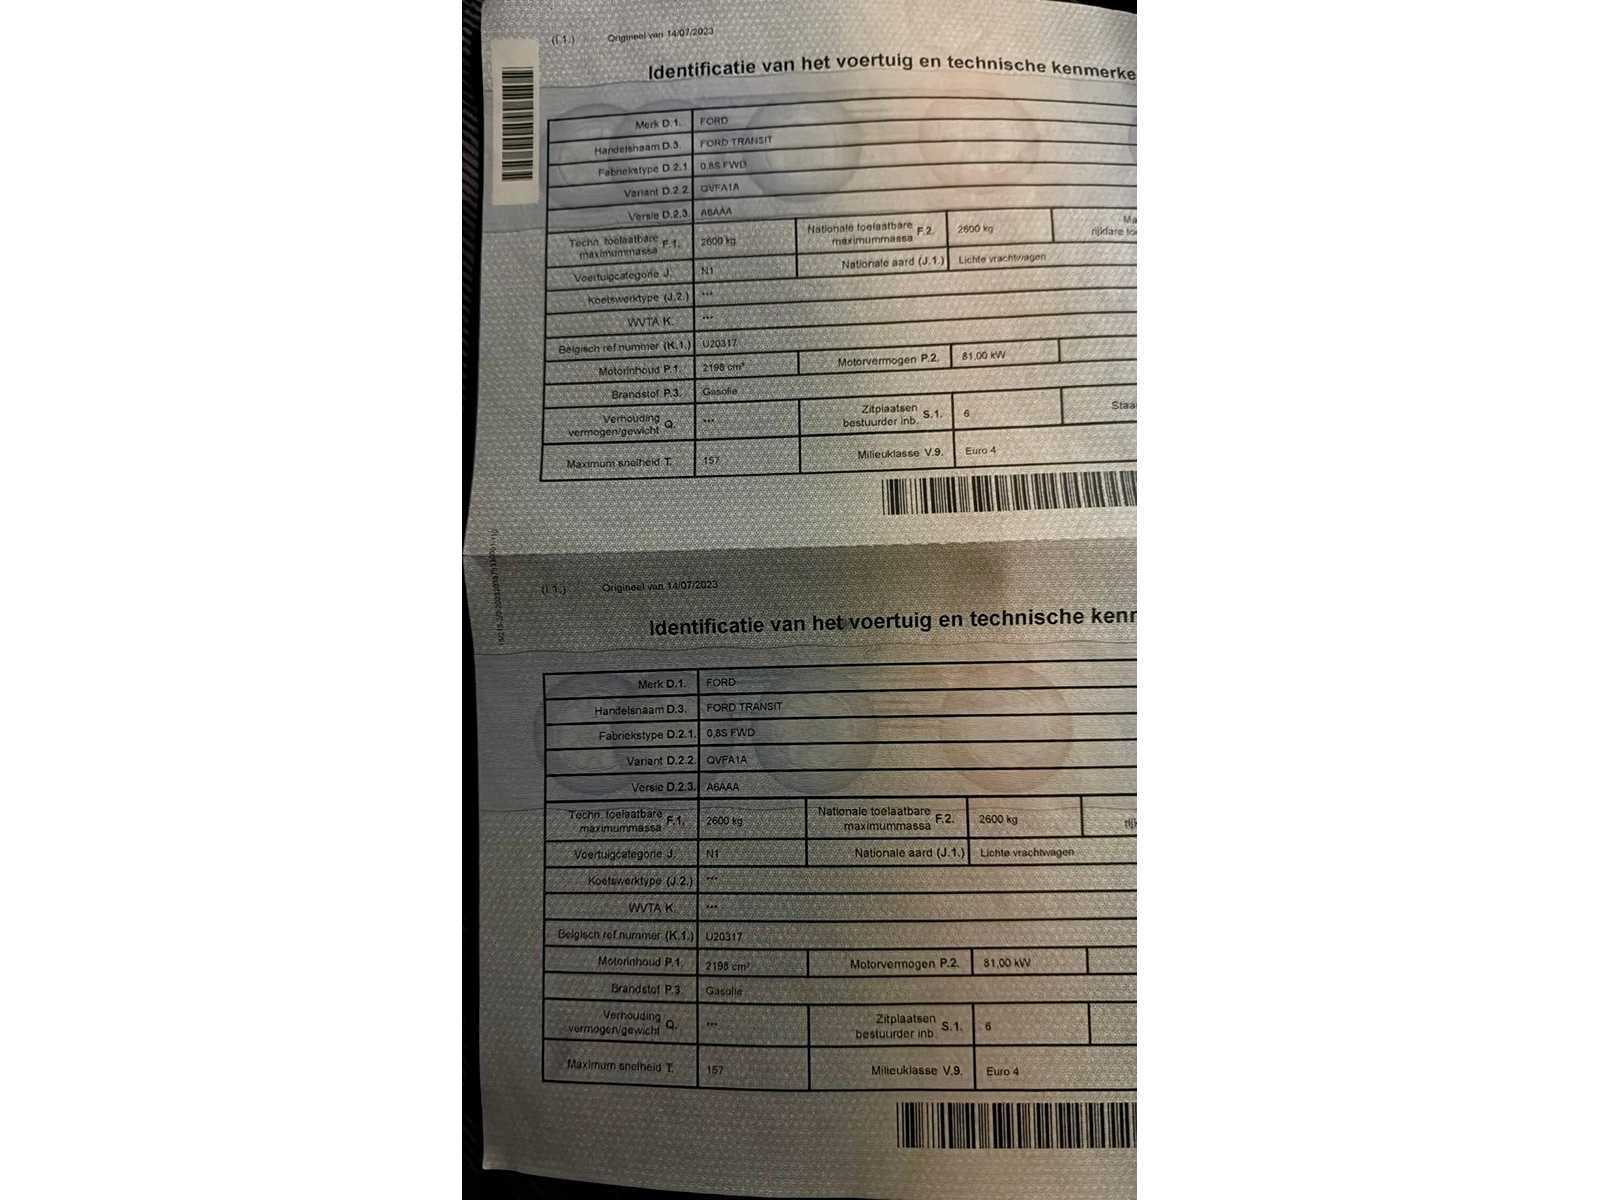 (I.1.) Origineel van 14/07/2023
Identificatie van het voertuig en technische kenmerke
Merk D.1. FORD
Handelsnaam D.3. FORD TRANSIT
Fabriekstype D.2.1 0,8S FWD
Variant D.2.2. QVFA1A
Versie D.2.3. A6AAA
Techn. toelaatbare maximummassa F.1. 2600 kg Nationale toelaatbare maximummassa F.2. 2600 kg Ma
rijklare to
Voertuigcategorie J. N1 Nationale aard (J.1.) Lichte vrachtwagen
Koetswerktype (J.2.) ***
WVTA K. ***
Belgisch ref.nummer (K.1.) U20317
Motorinhoud P.1. 2198 cm³ Motorvermogen P.2. 81,00 kW
Brandstof P.3. Gasolie
Verhouding vermogen/gewicht Q. *** Zitplaatsen bestuurder inb. S.1. 6 Staa
Maximum snelheid T. 157 Milieuklasse V.9. Euro 4
(I.1.) Origineel van 14/07/2023
Identificatie van het voertuig en technische kenn
Merk D.1. FORD
Handelsnaam D.3. FORD TRANSIT
Fabriekstype D.2.1. 0,8S FWD
Variant D.2.2. QVFA1A
Versie D.2.3. A6AAA
Techn. toelaatbare maximummassa F.1. 2600 kg Nationale toelaatbare maximummassa F.2. 2600 kg rij
Voertuigcategorie J. N1 Nationale aard (J.1.) Lichte vrachtwagen
Koetswerktype (J.2.) ***
WVTA K. ***
Belgisch ref.nummer (K.1.) U20317
Motorinhoud P.1. 2198 cm³ Motorvermogen P.2. 81,00 kW
Brandstof P.3. Gasolie
Verhouding vermogen/gewicht Q. *** Zitplaatsen bestuurder inb. S.1. 6
Maximum snelheid T. 157 Milieuklasse V.9. Euro 4